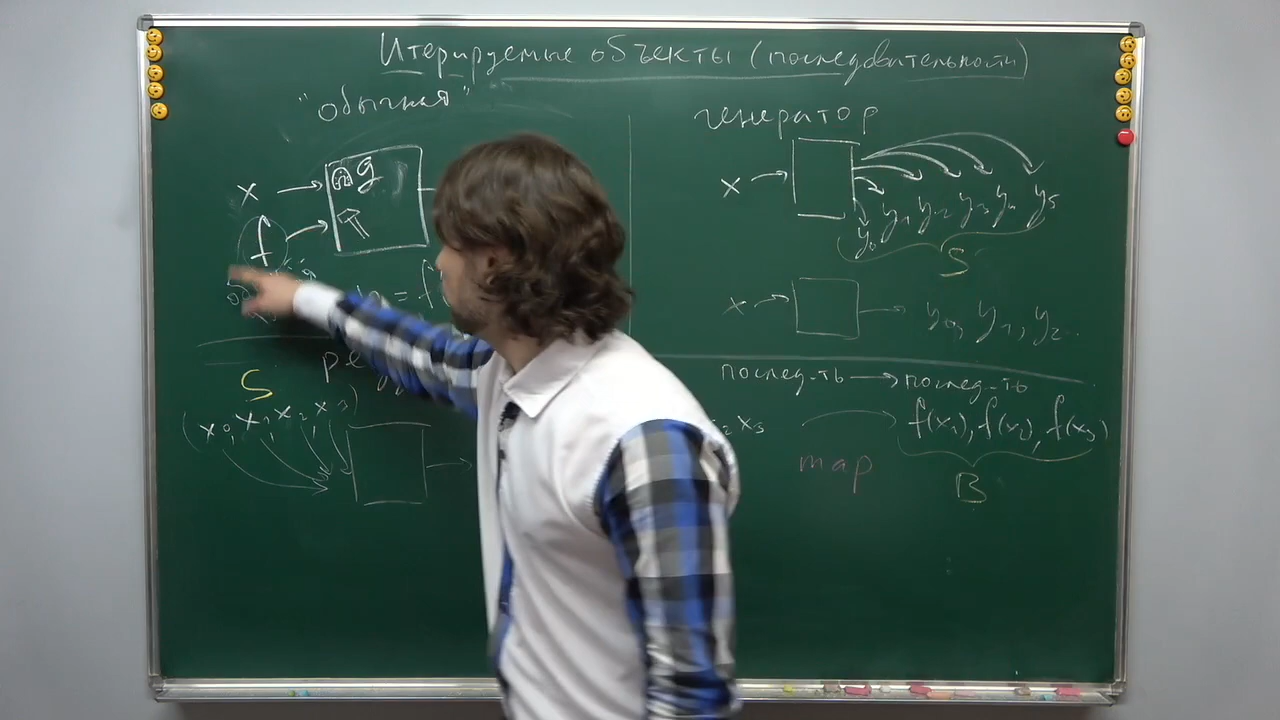 Итерируемые объекты (последовательности)
"обычная"
x
g
f
= f
S
(x₀, x₁, x₂, x₃)
генератор
x
y₀ y₁ y₂ y₃ y₄ y₅
S
x
y₀, y₁, y₂..
послед-ть → послед-ть
x₃
f(x₁), f(x₂), f(x₃)
map
B